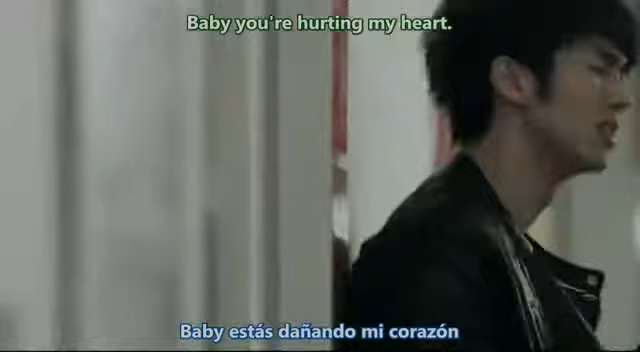 Baby you're hurting my heart.
Baby estás dañando mi corazón